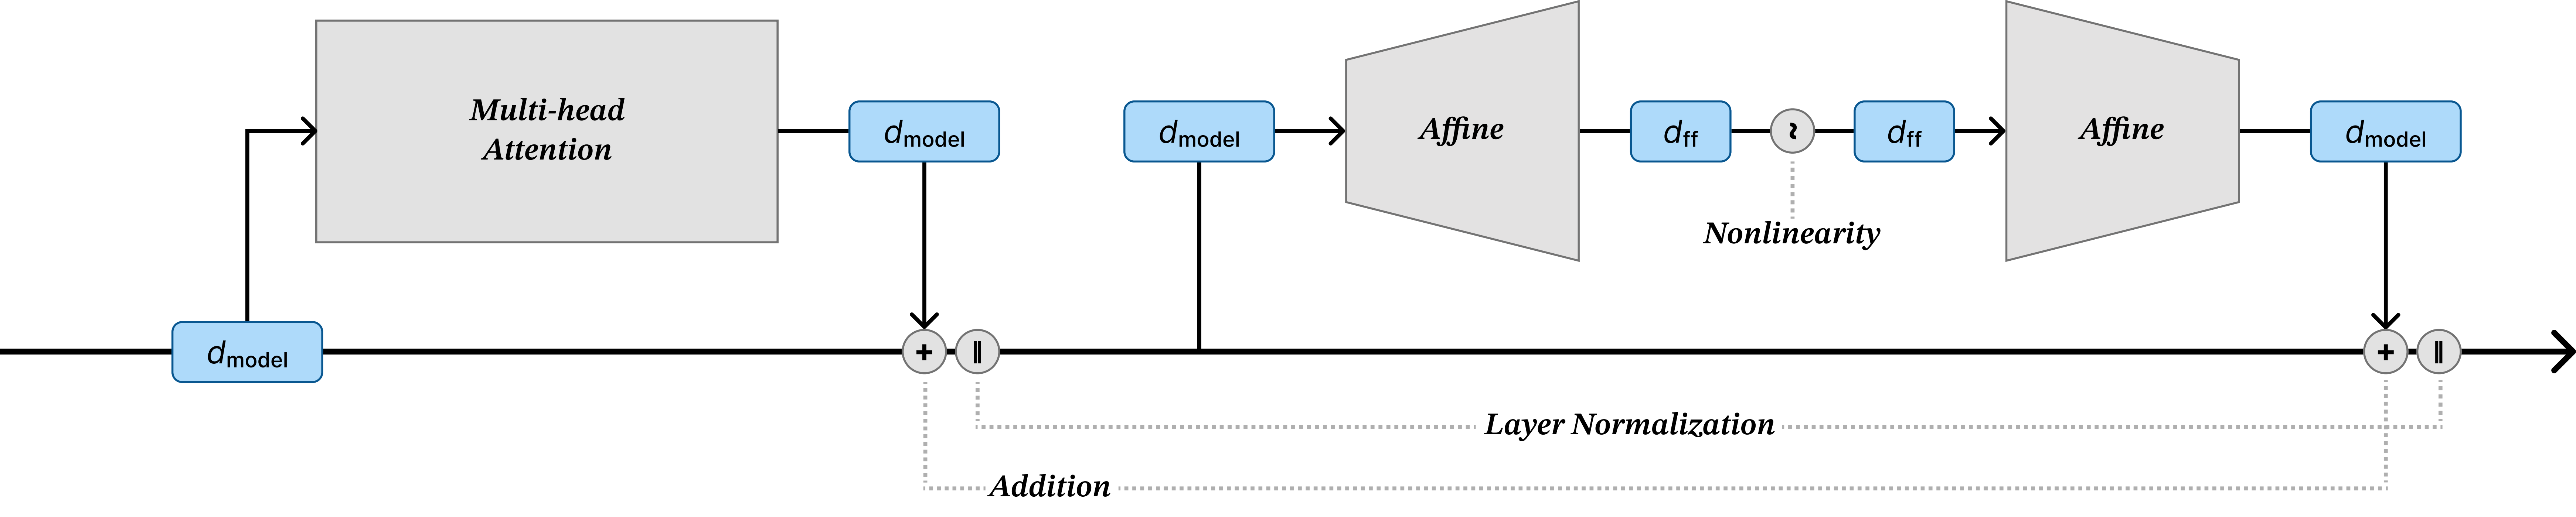 Multi-head
Attention
dmodel
dmodel
Affine
dff
~
dff
Affine
dmodel
Nonlinearity
dmodel
+
||
+
||
Layer Normalization
Addition